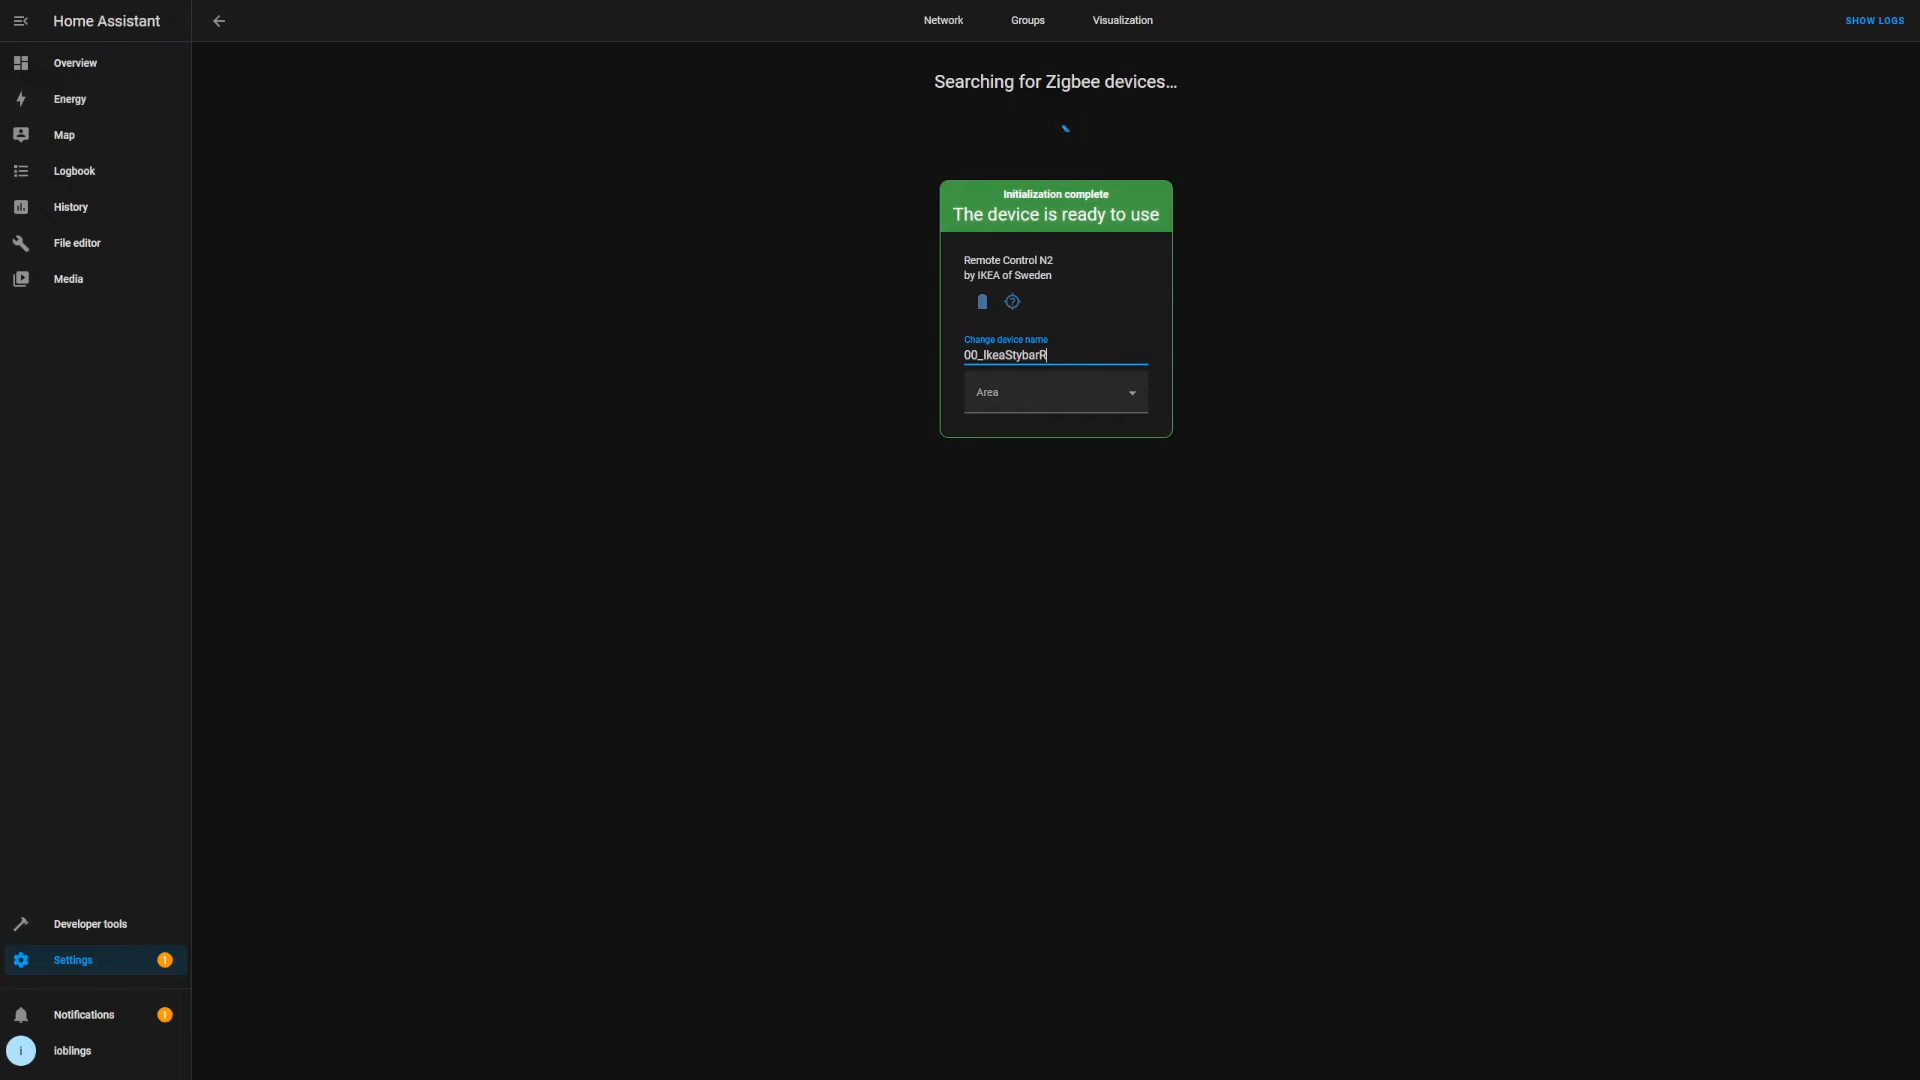 Home Assistant
Network
Groups
Visualization
SHOW LOGS
Overview
Energy
Map
Logbook
History
File editor
Media
Searching for Zigbee devices...
Initialization complete
The device is ready to use
Remote Control N2
by IKEA of Sweden
Change device name
00_IkeaStybarR
Area
Developer tools
Settings
1
Notifications
1
i
ioblings